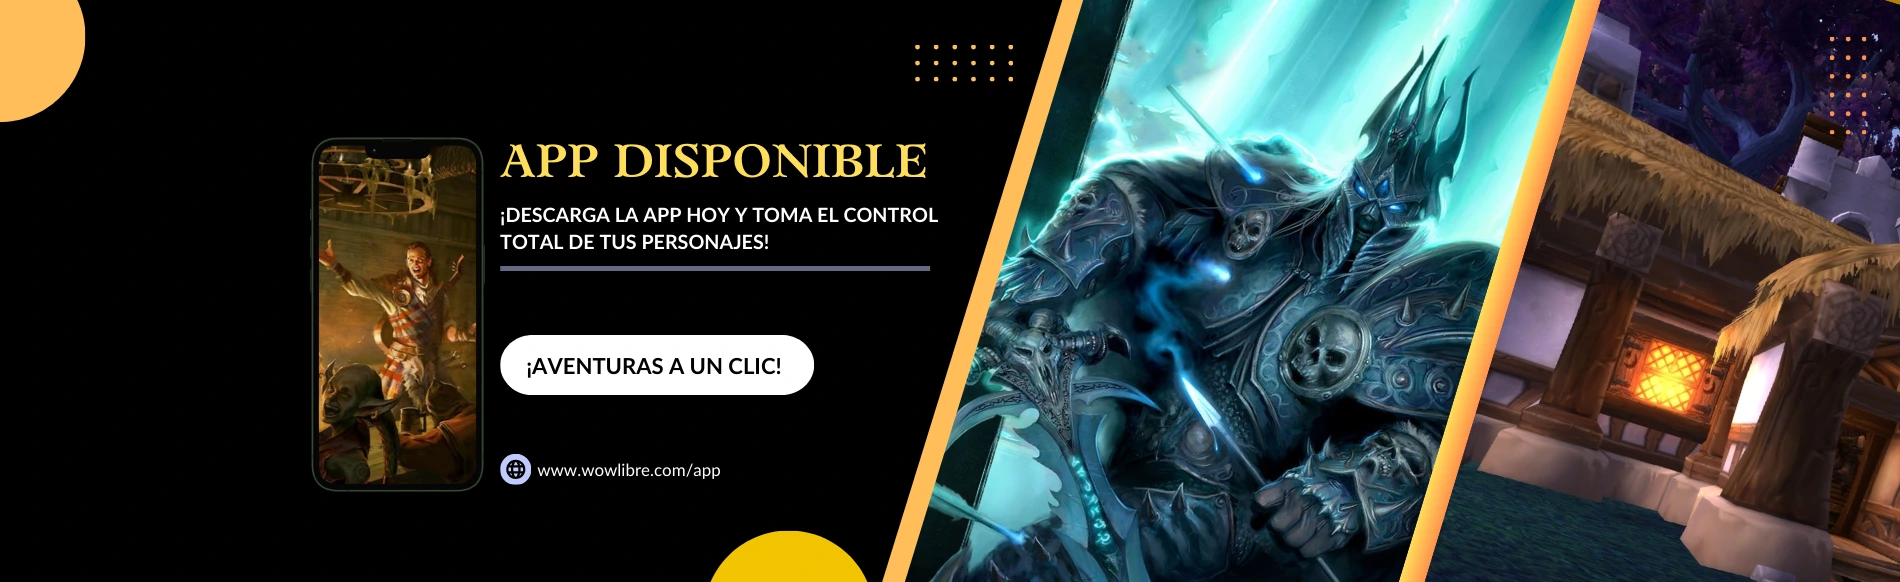 APP DISPONIBLE
¡DESCARGA LA APP HOY Y TOMA EL CONTROL
TOTAL DE TUS PERSONAJES!
¡AVENTURAS A UN CLIC!
www.wowlibre.com/app